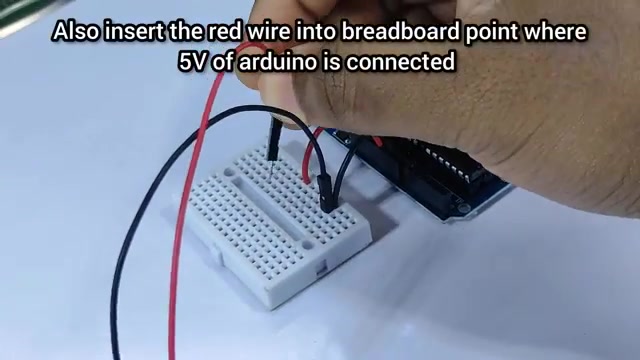 Also insert the red wire into breadboard point where
5V of arduino is connected